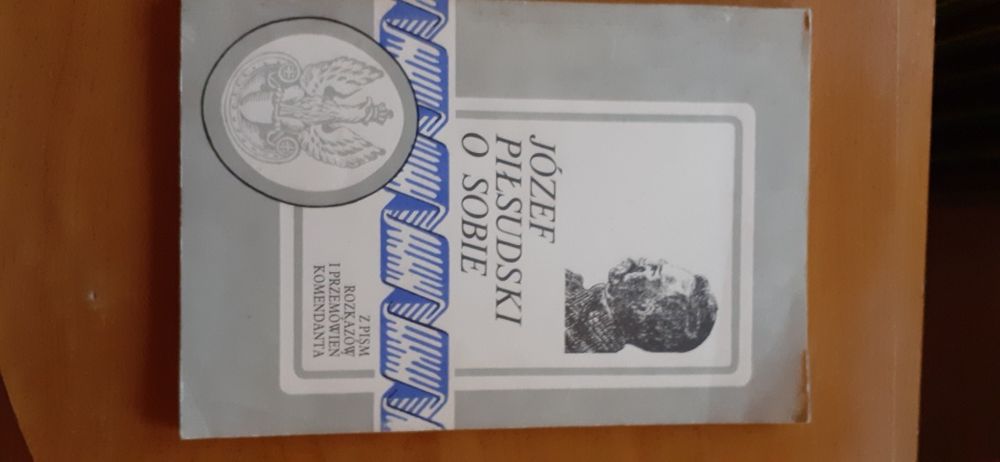 JÓZEF
PIŁSUDSKI
O SOBIE
Z PISM
ROZKAZÓW
I PRZEMÓWIEŃ
KOMENDANTA